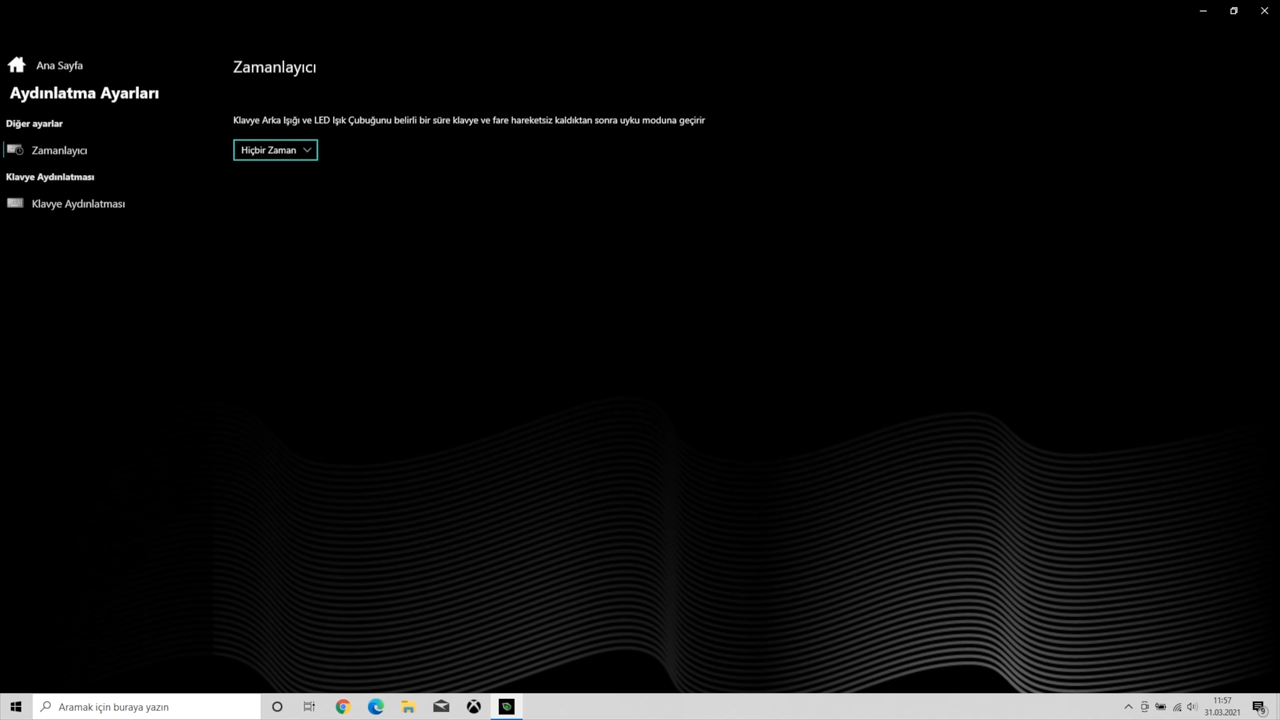 Ana Sayfa
Aydınlatma Ayarları
Diğer ayarlar
Zamanlayıcı
Klavye Aydınlatması
Klavye Aydınlatması
Zamanlayıcı
Klavye Arka Işığı ve LED Işık Çubuğunu belirli bir süre klavye ve fare hareketsiz kaldıktan sonra uyku moduna geçirir
Hiçbir Zaman
Aramak için buraya yazın
11:57
31.03.2021
9